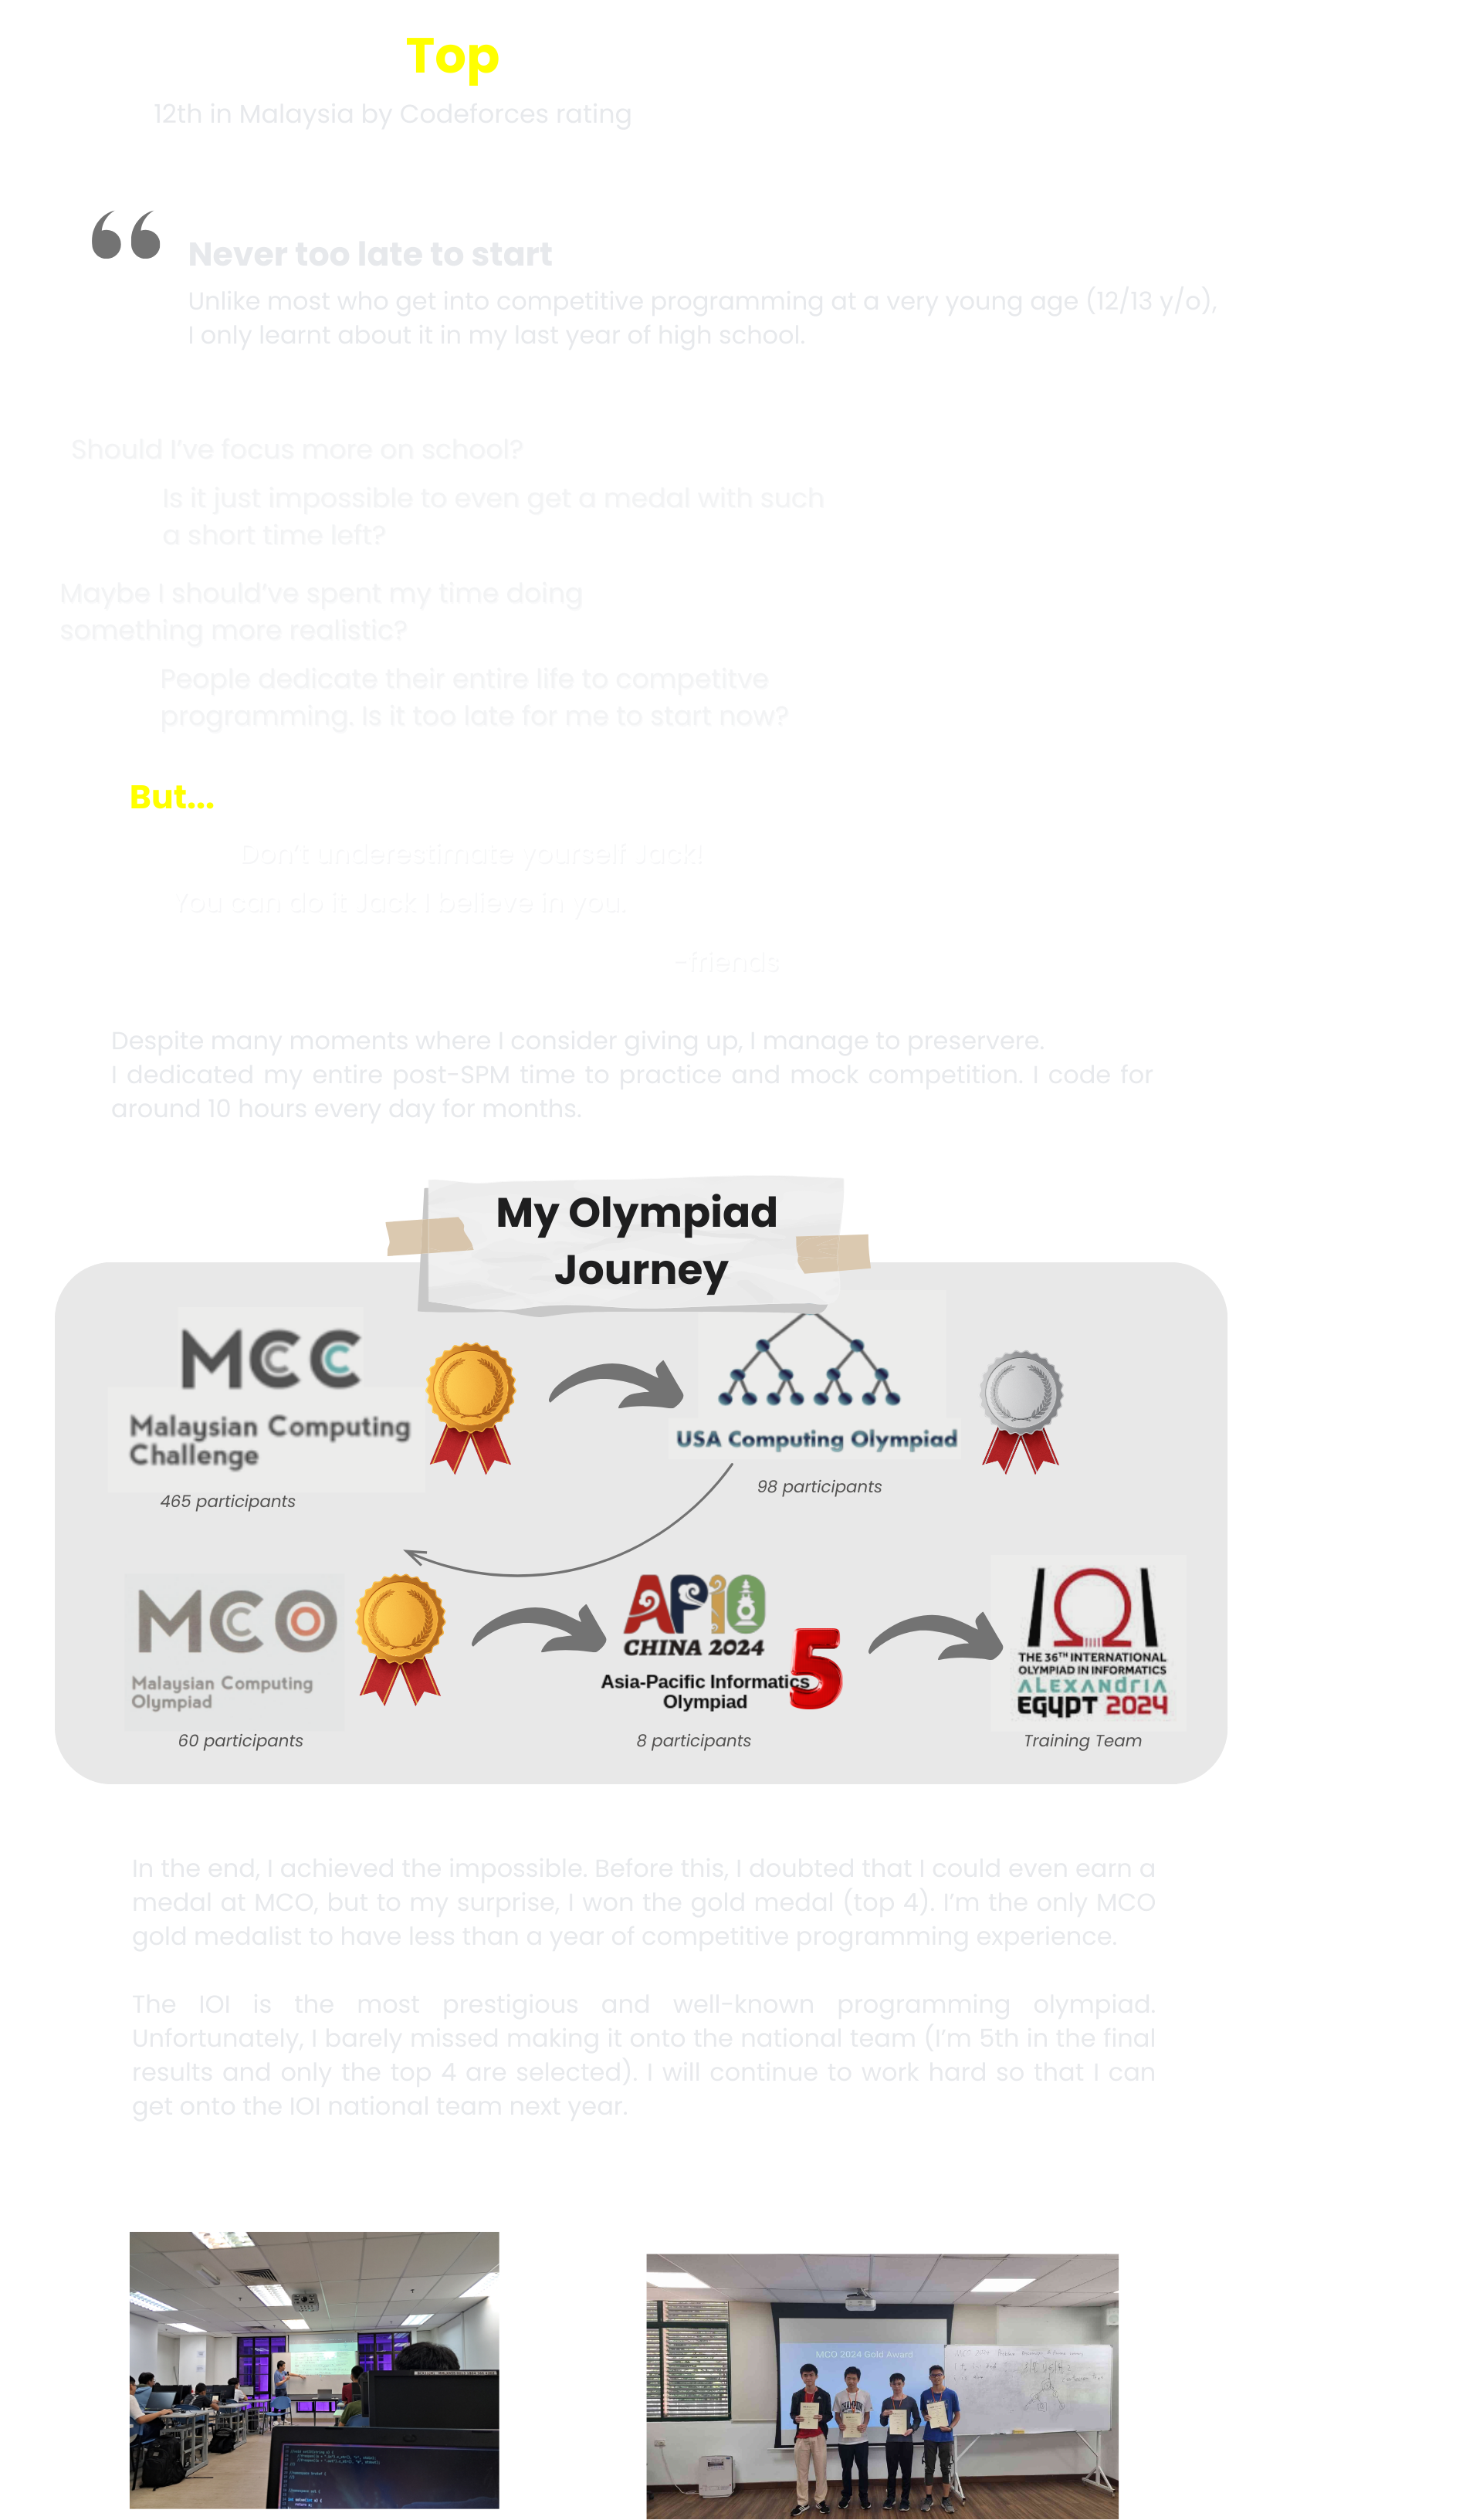 Top
12th in Malaysia by Codeforces rating
Never too late to start
Unlike most who get into competitive programming at a very young age (12/13 y/o),
I only learnt about it in my last year of high school.
Should I've focus more on school?
Is it just impossible to even get a medal with such
a short time left?
Maybe I should've spent my time doing
something more realistic?
People dedicate their entire life to competitve
programming. Is it too late for me to start now?
But...
Don't underestimate yourself Jack!
You can do it Jack I believe in you.
-friends
Despite many moments where I consider giving up, I manage to preservere.
I dedicated my entire post-SPM time to practice and mock competition. I code for
around 10 hours every day for months.
My Olympiad
Journey
MCC
Malaysian Computing
Challenge
465 participants
USA Computing Olympiad
98 participants
MCO
Malaysian Computing
Olympiad
60 participants
APIO
CHINA 2024
Asia-Pacific Informatics
Olympiad
5
8 participants
IOI
THE 36TH INTERNATIONAL
OLYMPIAD IN INFORMATICS
ALEXANDRIA
EGYPT 2024
Training Team
In the end, I achieved the impossible. Before this, I doubted that I could even earn a
medal at MCO, but to my surprise, I won the gold medal (top 4). I'm the only MCO
gold medalist to have less than a year of competitive programming experience.
The IOI is the most prestigious and well-known programming olympiad.
Unfortunately, I barely missed making it onto the national team (I'm 5th in the final
results and only the top 4 are selected). I will continue to work hard so that I can
get onto the IOI national team next year.
MCO 2024 Gold Award